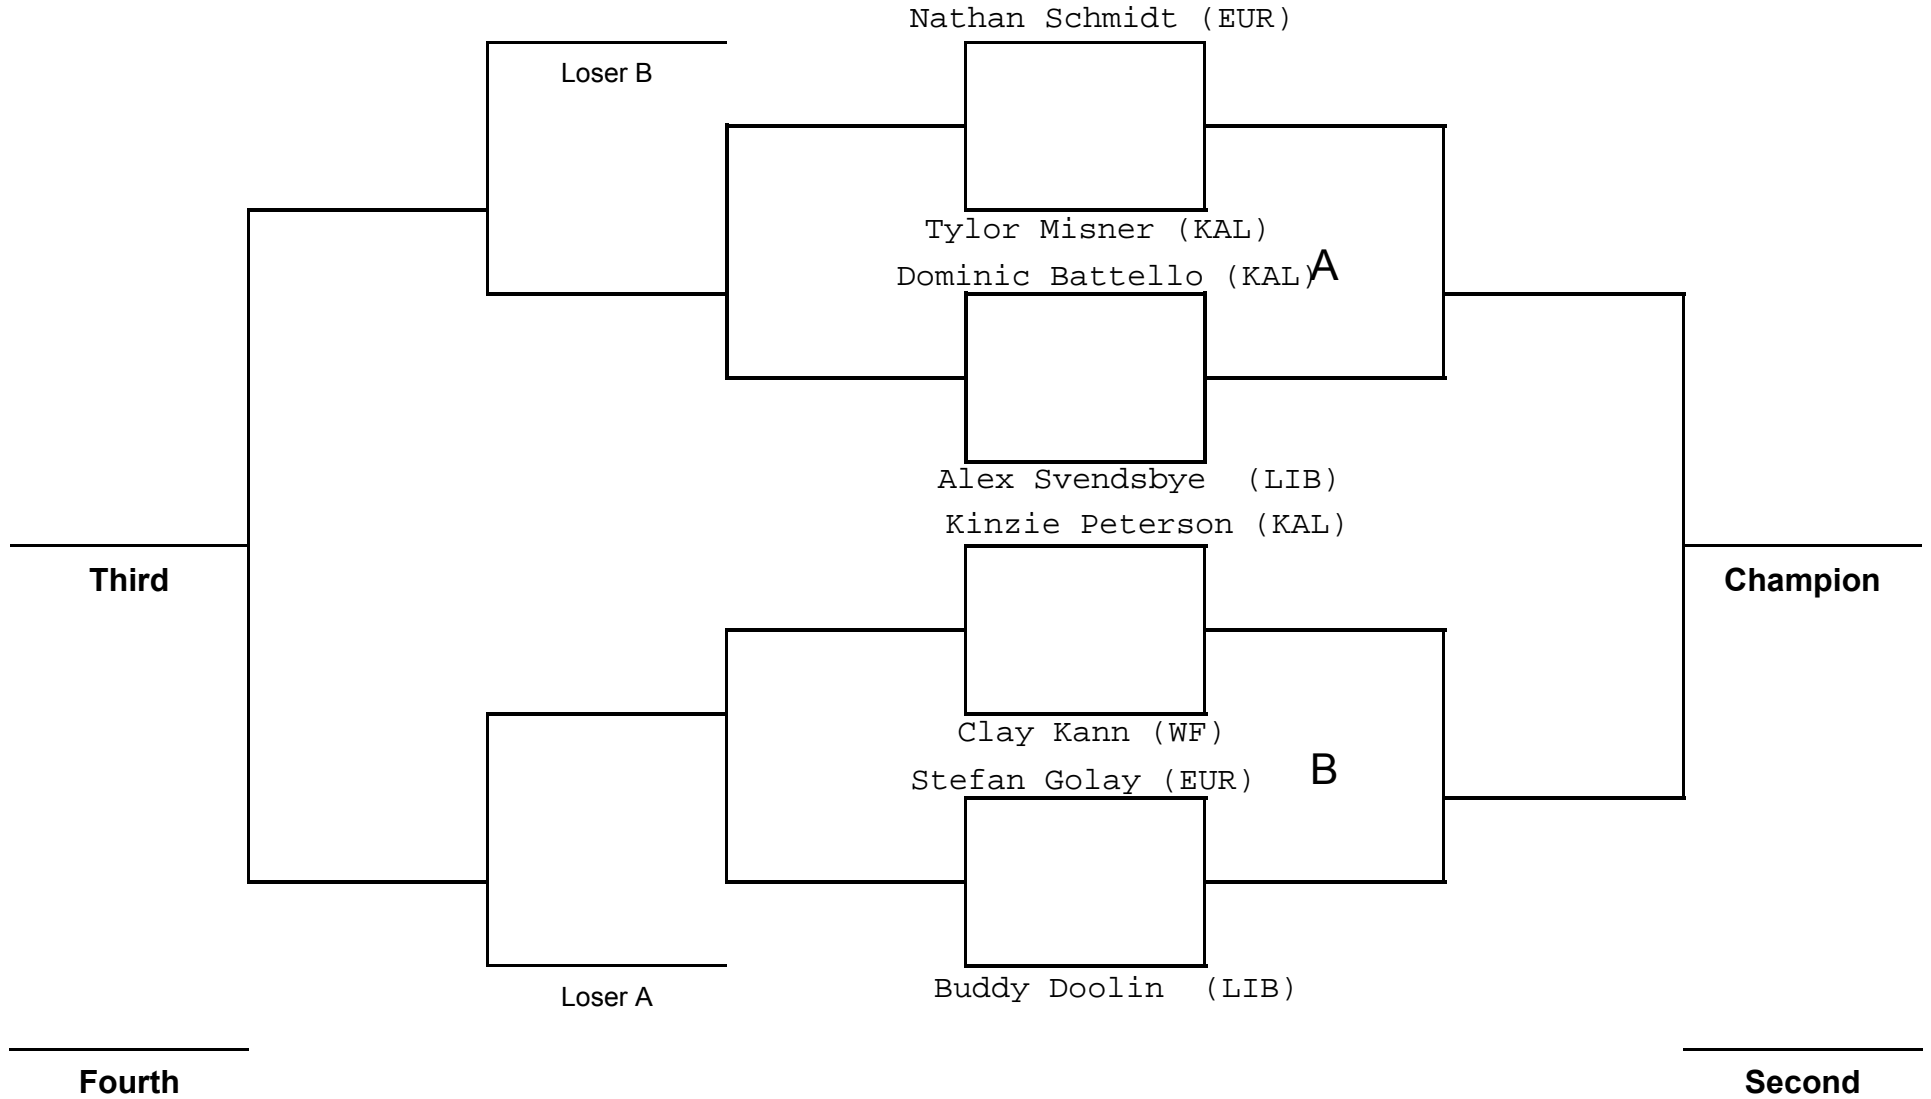 Nathan Schmidt (EUR)
Loser B
Tylor Misner (KAL)
Dominic Battello (KAL)
A
Alex Svendsbye (LIB)
Kinzie Peterson (KAL)
Third
Champion
Clay Kann (WF)
Stefan Golay (EUR)
B
Loser A
Buddy Doolin (LIB)
Fourth
Second